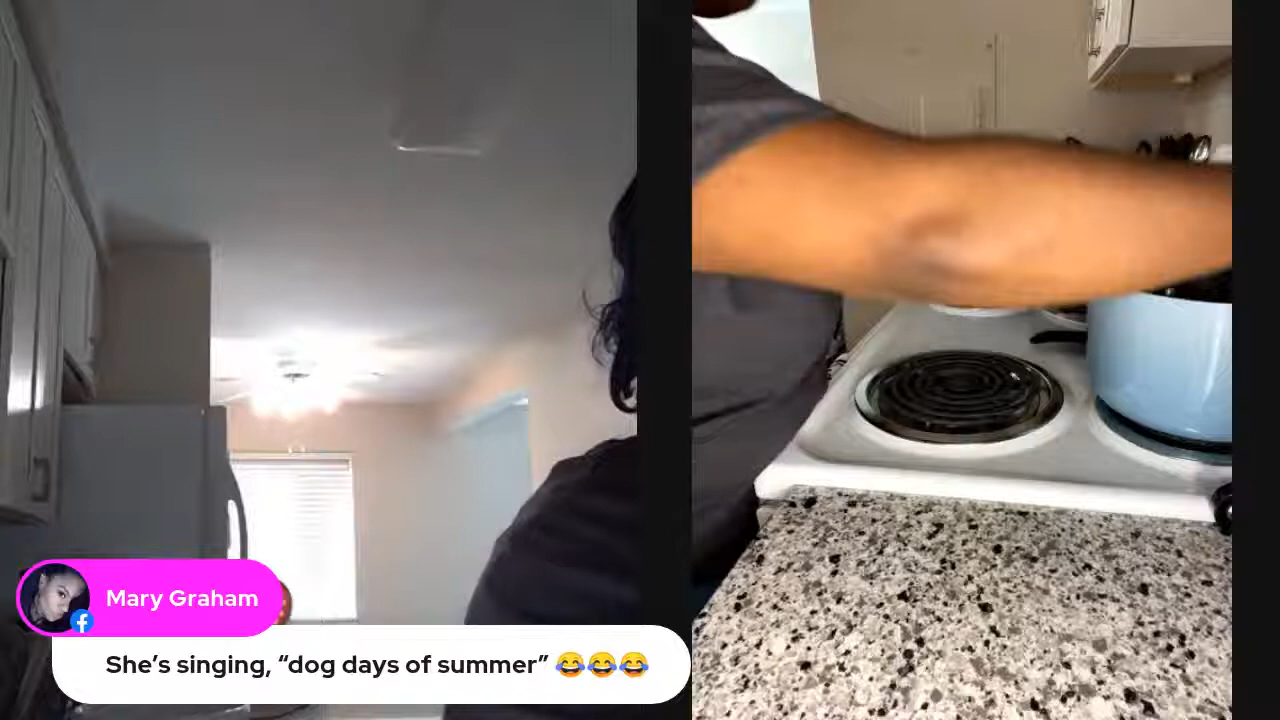 Mary Graham
She’s singing, “dog days of summer” 😂😂😂